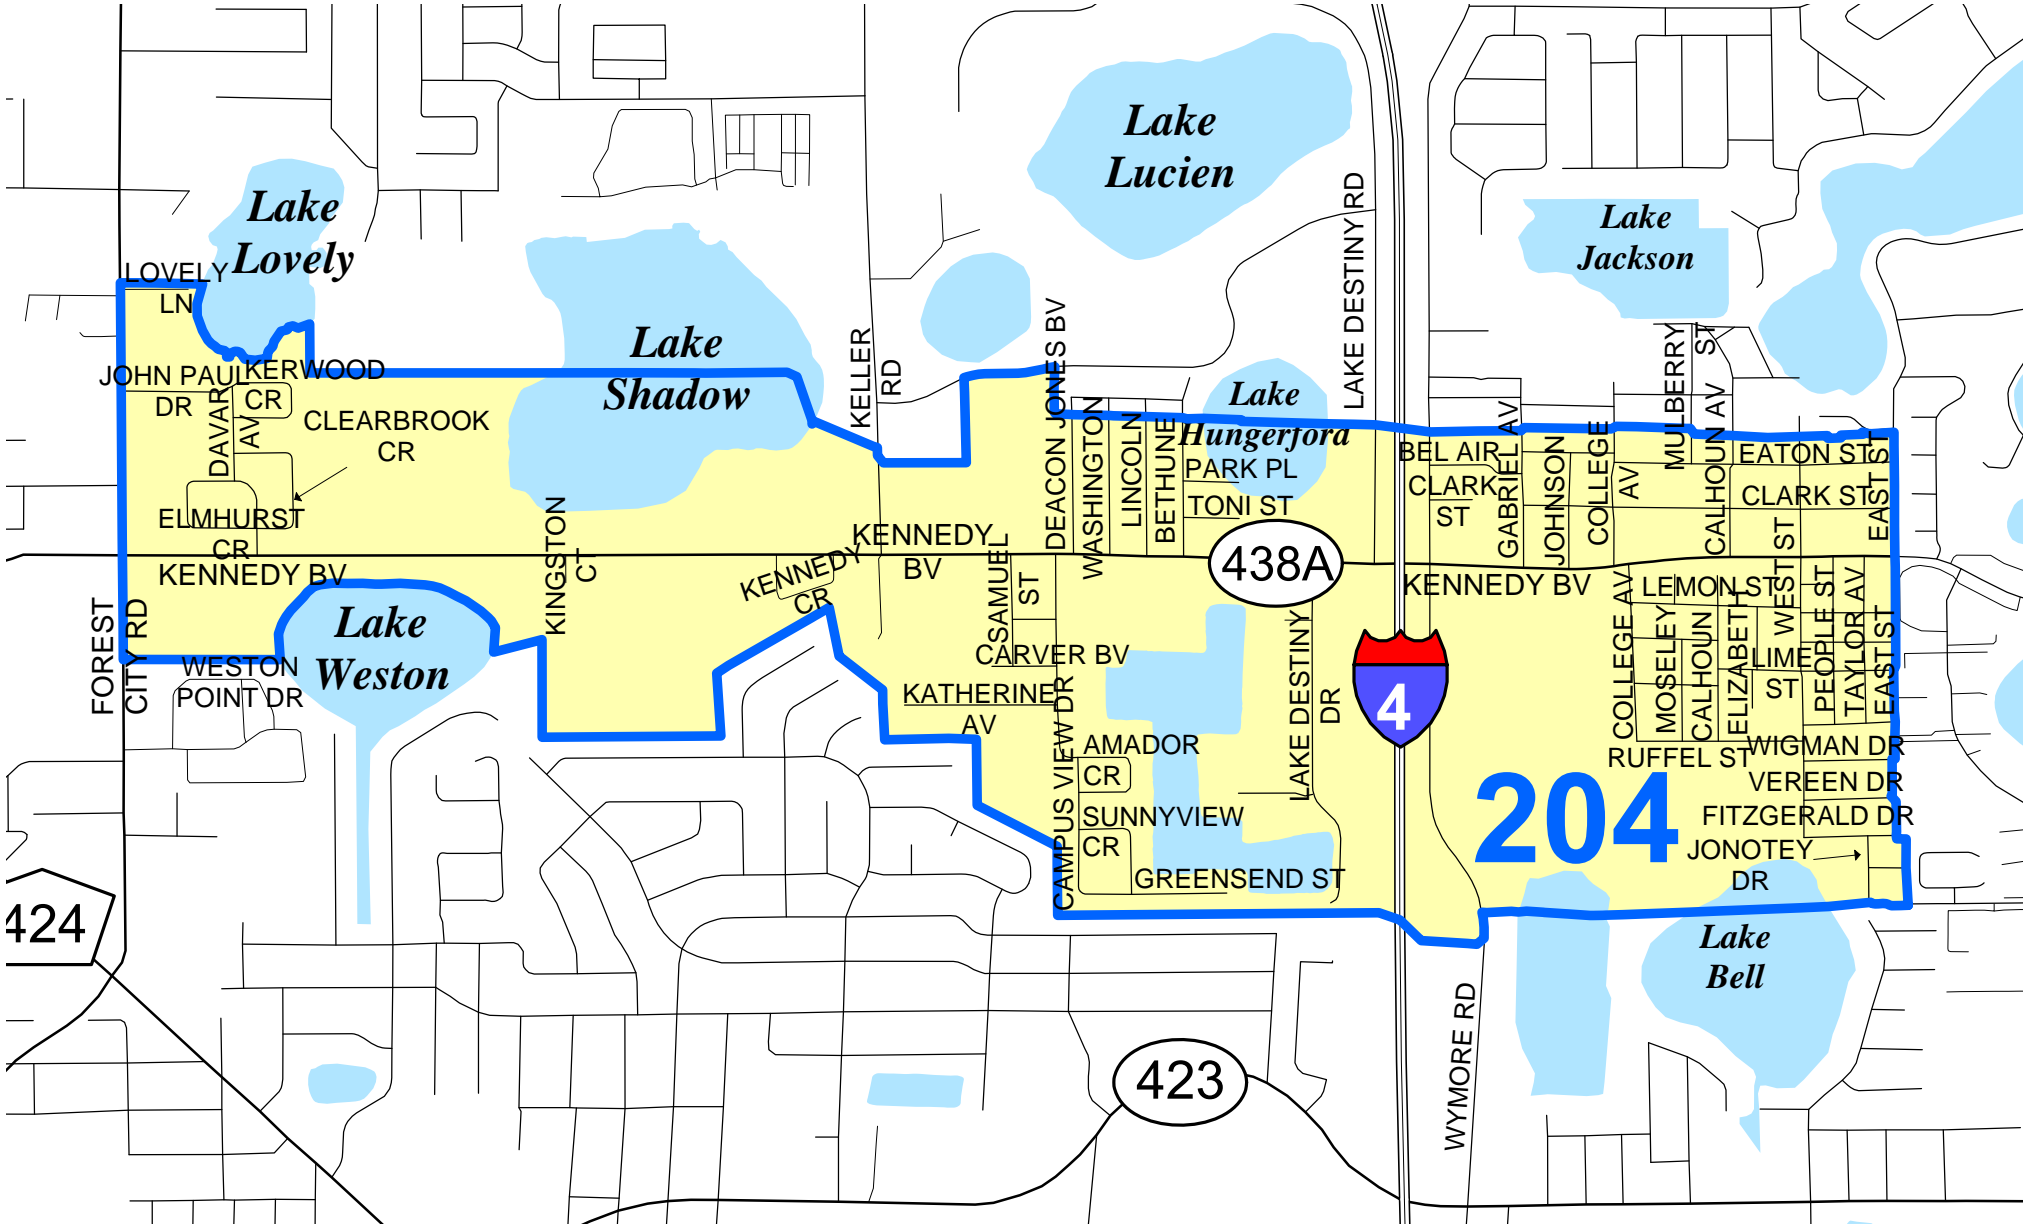 Lake
Lucien
Lake
Lovely
Lake
Jackson
LAKE DESTINY RD
LOVELY
LN
Lake
Shadow
KELLER
RD
DEACON JONES BV
MULBERRY
ST
JOHN PAUL
DR
KERWOOD
CR
DAVAR
AV
CLEARBROOK
CR
Lake
Hungerford
WASHINGTON
LINCOLN
BETHUNE
PARK PL
TONI ST
BEL AIR
CLARK
ST
GABRIEL AV
JOHNSON
COLLEGE
AV
CALHOUN AV
EATON ST
CLARK ST
EAST ST
WEST ST
ELMHURST
CR
KINGSTON
CT
KENNEDY BV
KENNEDY
BV
KENNEDY
CR
438A
KENNEDY BV
FOREST
CITY RD
Lake
Weston
WESTON
POINT DR
CSAMUEL
ST
CARVER BV
KATHERINE
AV
CAMPUS VIEW DR
AMADOR
CR
SUNNYVIEW
CR
GREENSEND ST
LAKE DESTINY
DR
4
COLLEGE AV
LEMON ST
MOSELEY
CALHOUN
ELIZABETH
LIME
ST
PEOPLE ST
TAYLOR AV
EAST ST
RUFFEL ST
WIGMAN DR
VEREEN DR
FITZGERALD DR
JONOTEY
DR
204
424
Lake
Bell
WYMORE RD
423